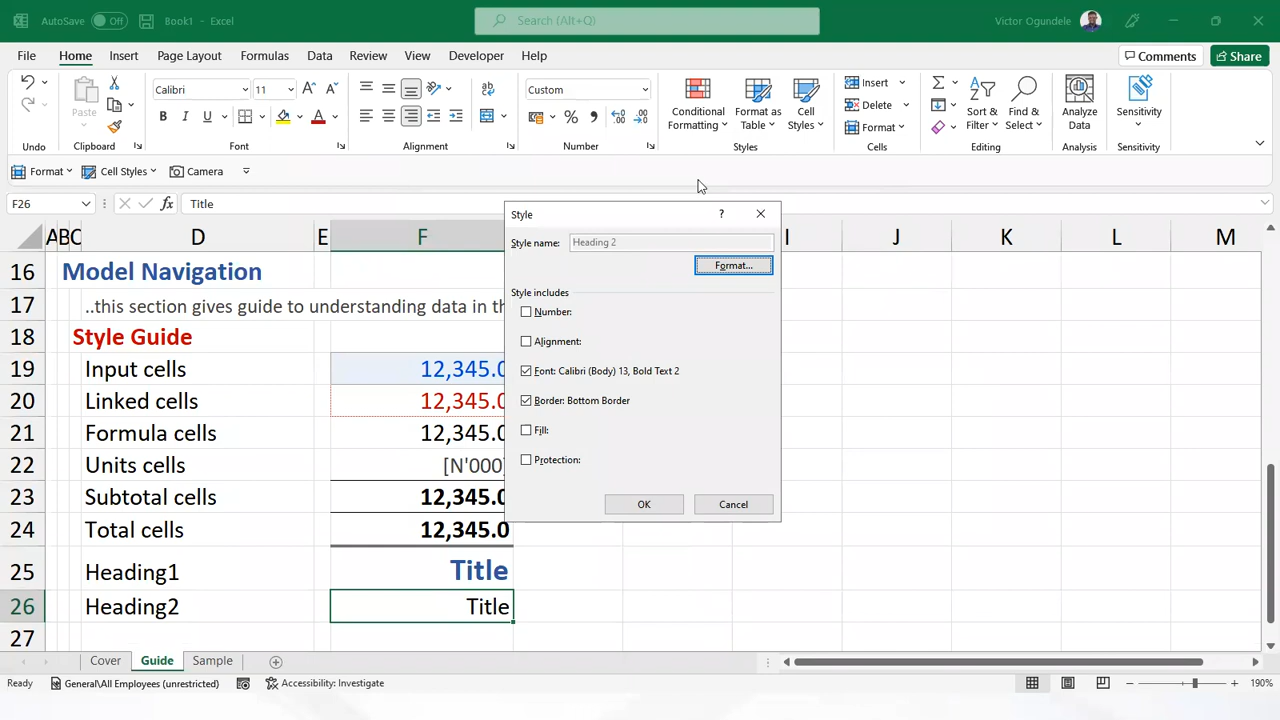 AutoSave Off Book1 - Excel Search (Alt+Q) Victor Ogundele
File Home Insert Page Layout Formulas Data Review View Developer Help Comments Share
Calibri 11 Custom Insert
Paste Conditional Format as Cell Delete Sort & Find & Analyze Sensitivity
Formatting Table Styles Format Filter Select Data
Undo Clipboard Font Alignment Number Styles Cells Editing Analysis Sensitivity
Format Cell Styles Camera
F26 fx Title
A B C D E F I J K L M
16 Model Navigation
17 ..this section gives guide to understanding data in th
18 Style Guide
19 Input cells 12,345.0
20 Linked cells 12,345.0
21 Formula cells 12,345.0
22 Units cells [N'000]
23 Subtotal cells 12,345.0
24 Total cells 12,345.0
25 Heading1 Title
26 Heading2 Title
27
Style ?
Style name: Heading 2
Format...
Style includes
Number:
Alignment:
Font: Calibri (Body) 13, Bold Text 2
Border: Bottom Border
Fill:
Protection:
OK Cancel
Cover Guide Sample
Ready General\All Employees (unrestricted) Accessibility: Investigate 190%